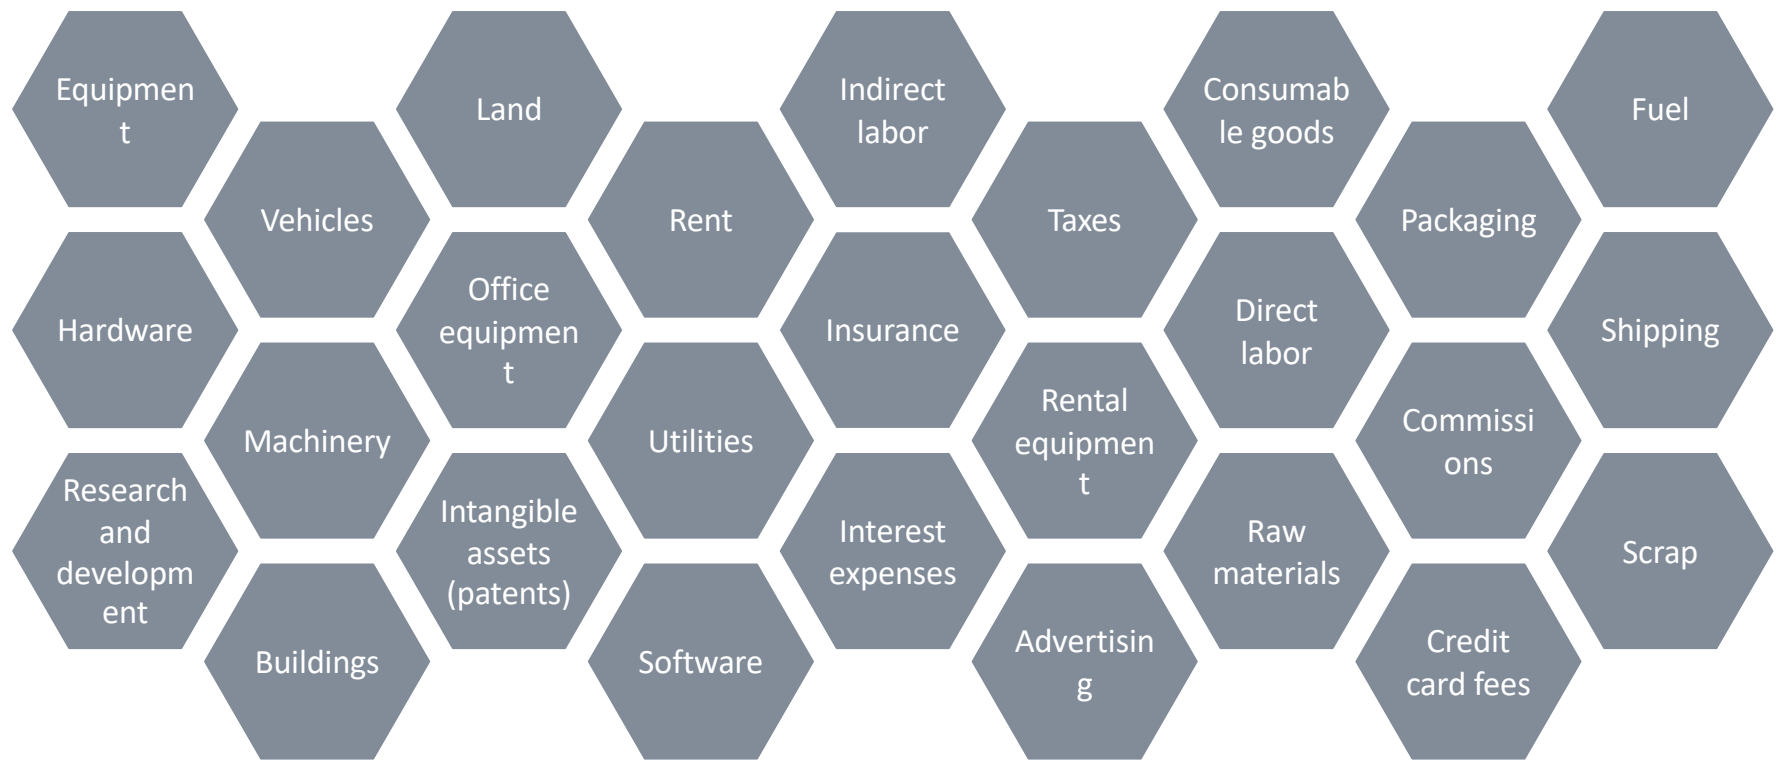 Equipmen
t
Hardware
Research
and
developm
ent
Vehicles
Machinery
Buildings
Land
Office
equipmen
t
Intangible
assets
(patents)
Rent
Utilities
Software
Indirect
labor
Insurance
Interest
expenses
Taxes
Rental
equipmen
t
Advertisin
g
Consumab
le goods
Direct
labor
Raw
materials
Packaging
Commissi
ons
Credit
card fees
Fuel
Shipping
Scrap